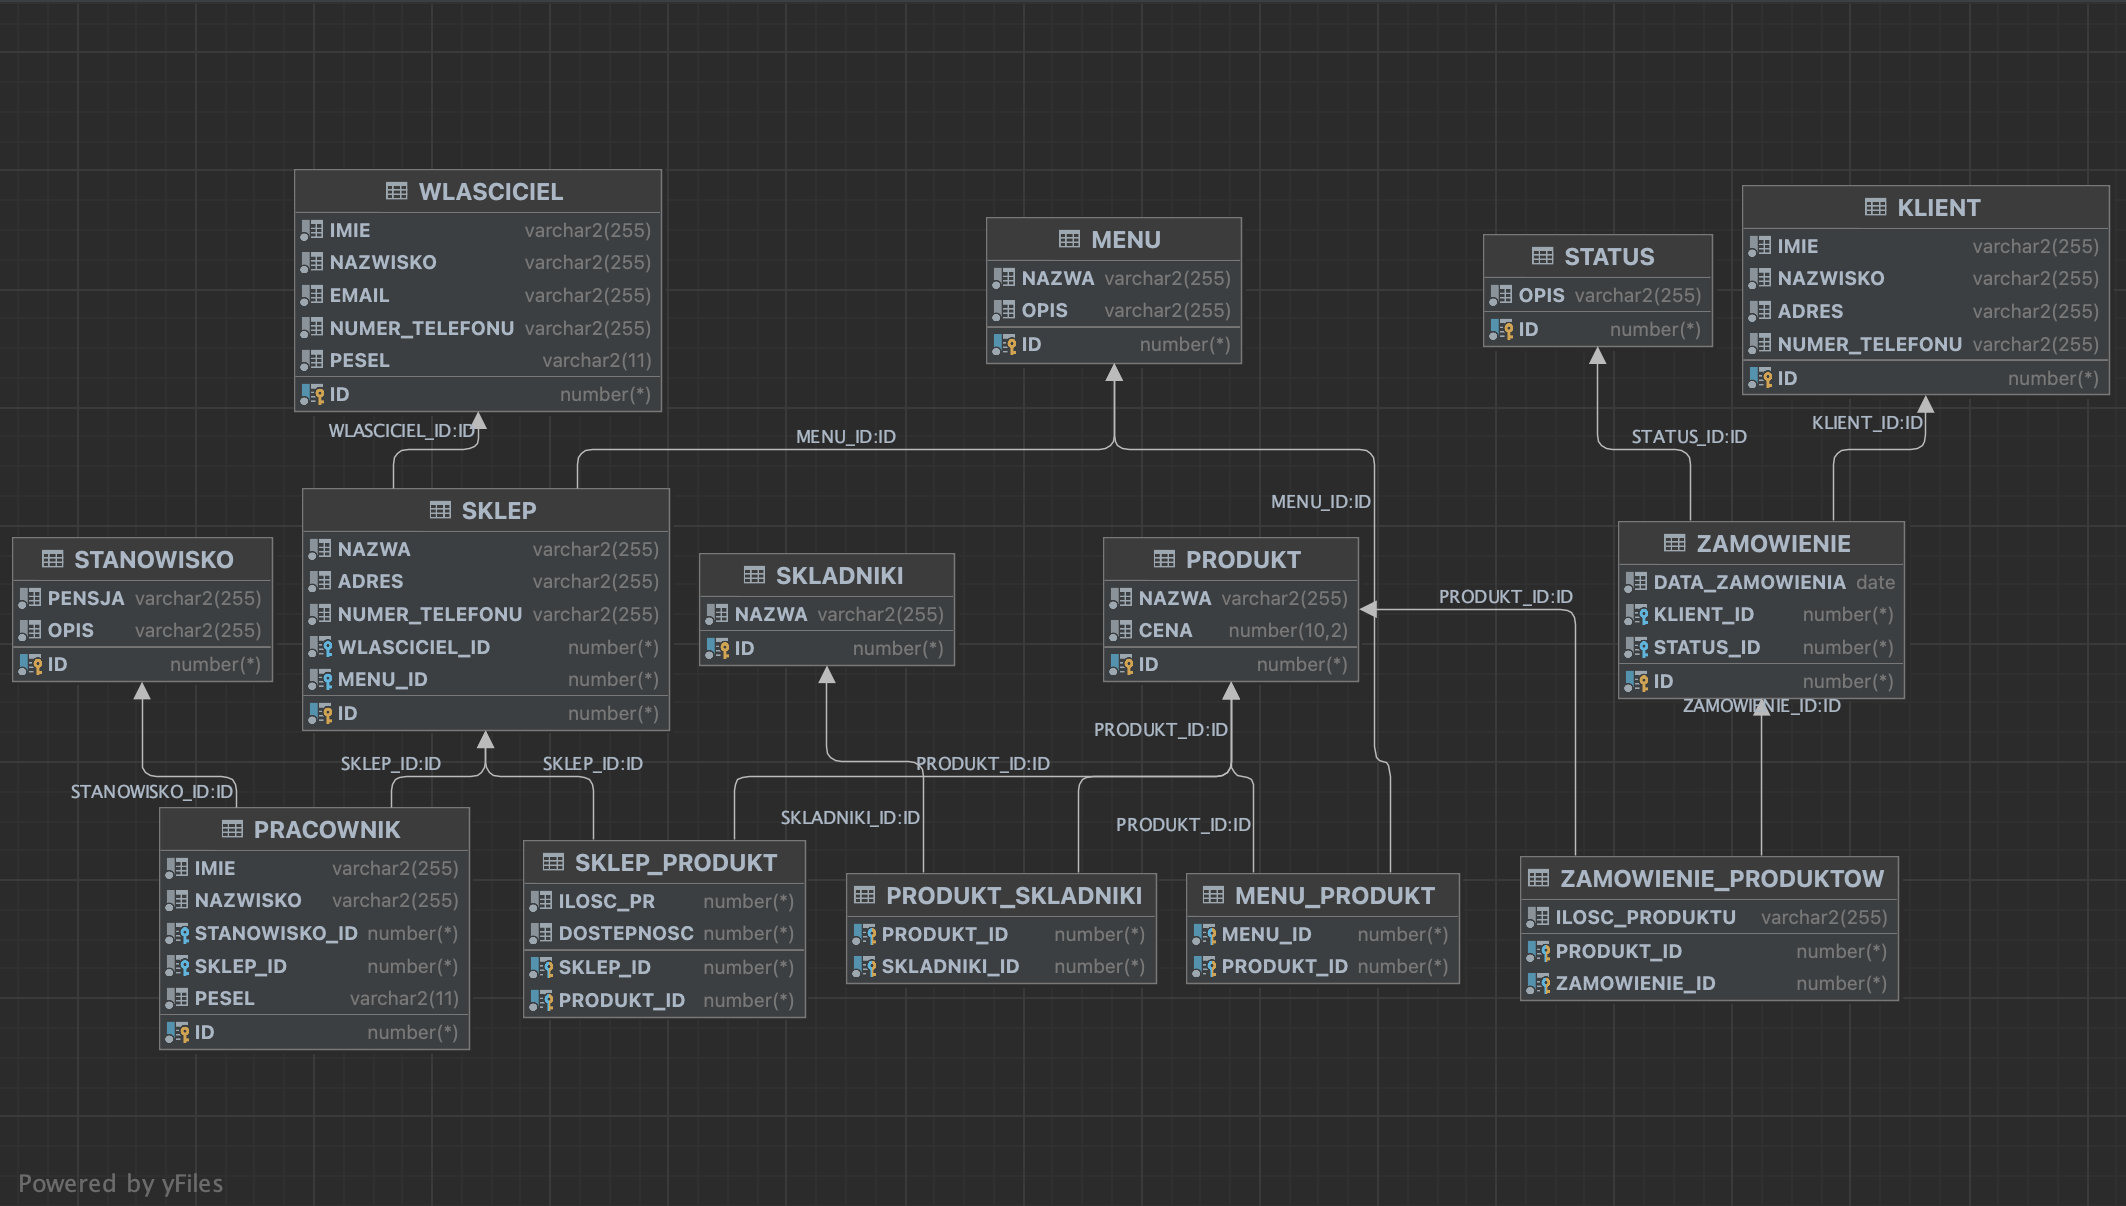 WLASCICIEL
IMIE varchar2(255)
NAZWISKO varchar2(255)
EMAIL varchar2(255)
NUMER_TELEFONU varchar2(255)
PESEL varchar2(11)
ID number(*)
MENU
NAZWA varchar2(255)
OPIS varchar2(255)
ID number(*)
STATUS
OPIS varchar2(255)
ID number(*)
KLIENT
IMIE varchar2(255)
NAZWISKO varchar2(255)
ADRES varchar2(255)
NUMER_TELEFONU varchar2(255)
ID number(*)
WLASCICIEL_ID:ID
MENU_ID:ID
MENU_ID:ID
STATUS_ID:ID
KLIENT_ID:ID
STANOWISKO
PENSJA varchar2(255)
OPIS varchar2(255)
ID number(*)
SKLEP
NAZWA varchar2(255)
ADRES varchar2(255)
NUMER_TELEFONU varchar2(255)
WLASCICIEL_ID number(*)
MENU_ID number(*)
ID number(*)
SKLADNIKI
NAZWA varchar2(255)
ID number(*)
PRODUKT
NAZWA varchar2(255)
CENA number(10,2)
ID number(*)
PRODUKT_ID:ID
ZAMOWIENIE
DATA_ZAMOWIENIA date
KLIENT_ID number(*)
STATUS_ID number(*)
ID number(*)
ZAMOWIENIE_ID:ID
STANOWISKO_ID:ID
SKLEP_ID:ID
SKLEP_ID:ID
PRODUKT_ID:ID
PRODUKT_ID:ID
SKLADNIKI_ID:ID
PRODUKT_ID:ID
PRACOWNIK
IMIE varchar2(255)
NAZWISKO varchar2(255)
STANOWISKO_ID number(*)
SKLEP_ID number(*)
PESEL varchar2(11)
ID number(*)
SKLEP_PRODUKT
ILOSC_PR number(*)
DOSTEPNOSC number(*)
SKLEP_ID number(*)
PRODUKT_ID number(*)
PRODUKT_SKLADNIKI
PRODUKT_ID number(*)
SKLADNIKI_ID number(*)
MENU_PRODUKT
MENU_ID number(*)
PRODUKT_ID number(*)
ZAMOWIENIE_PRODUKTOW
ILOSC_PRODUKTU varchar2(255)
PRODUKT_ID number(*)
ZAMOWIENIE_ID number(*)
Powered by yFiles